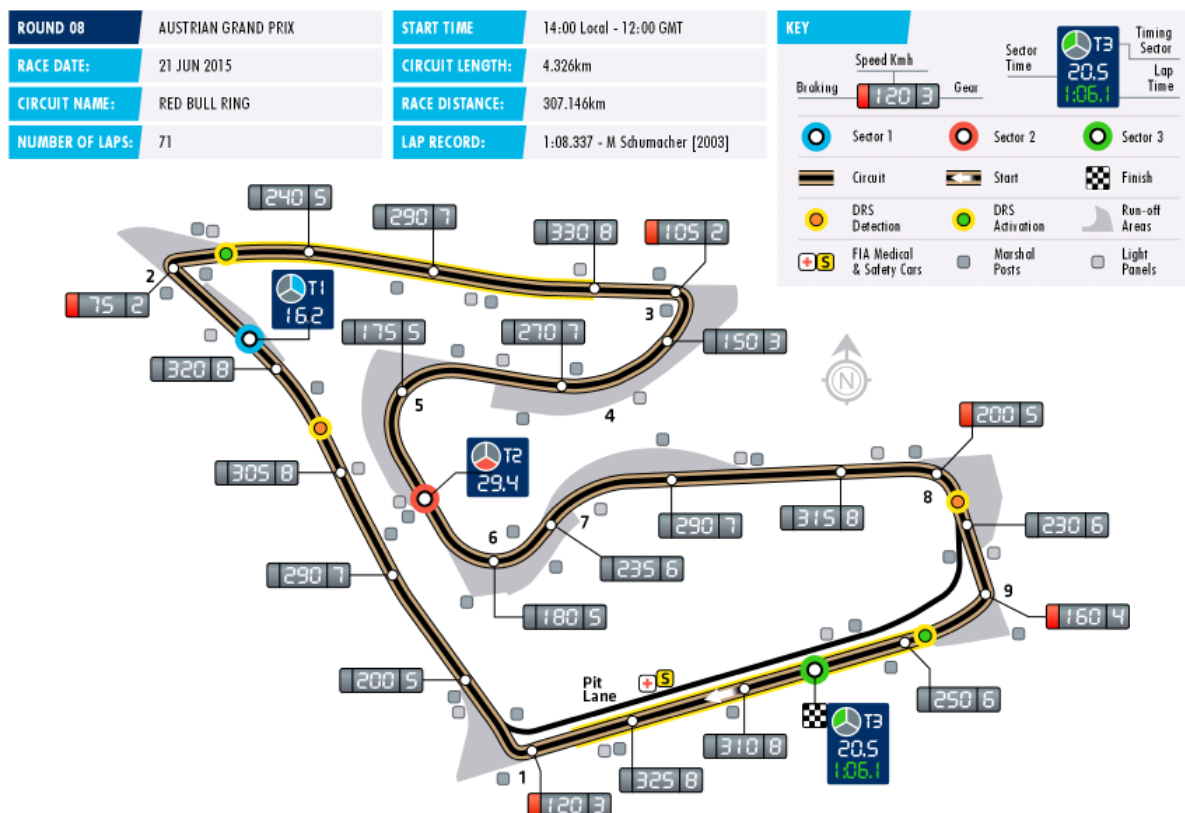 ROUND 08 AUSTRIAN GRAND PRIX
RACE DATE: 21 JUN 2015
CIRCUIT NAME: RED BULL RING
NUMBER OF LAPS: 71
START TIME 14:00 Local - 12:00 GMT
CIRCUIT LENGTH: 4.326km
RACE DISTANCE: 307.146km
LAP RECORD: 1:08.337 - M Schumacher [2003]
KEY
Speed Kmh
Braking 120 3 Gear
Sector Time
T3
20.5
1:06.1
Timing Sector
Lap Time
Sector 1
Sector 2
Sector 3
Circuit
Start
Finish
DRS Detection
DRS Activation
Run-off Areas
S
FIA Medical & Safety Cars
Marshal Posts
Light Panels
240 5
290 7
330 8
105 2
2
75 2
T1
16.2
3
175 5
270 7
150 3
320 8
5
4
N
200 5
305 8
T2
29.4
8
6
7
290 7
315 8
230 6
290 7
235 6
9
180 5
160 4
200 5
Pit Lane
S
250 6
T3
20.5
1:06.1
310 8
1
325 8
120 3